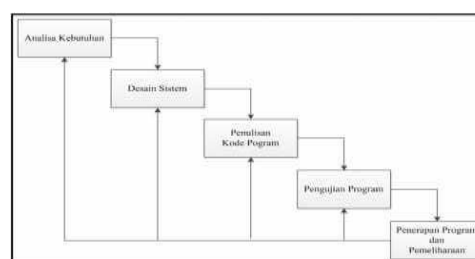 Analisa Kebutuhan
Desain Sistem
Penulisan
Kode Pogram
Pengujian Program
Penerapan Program
dan
Pemeliharaan